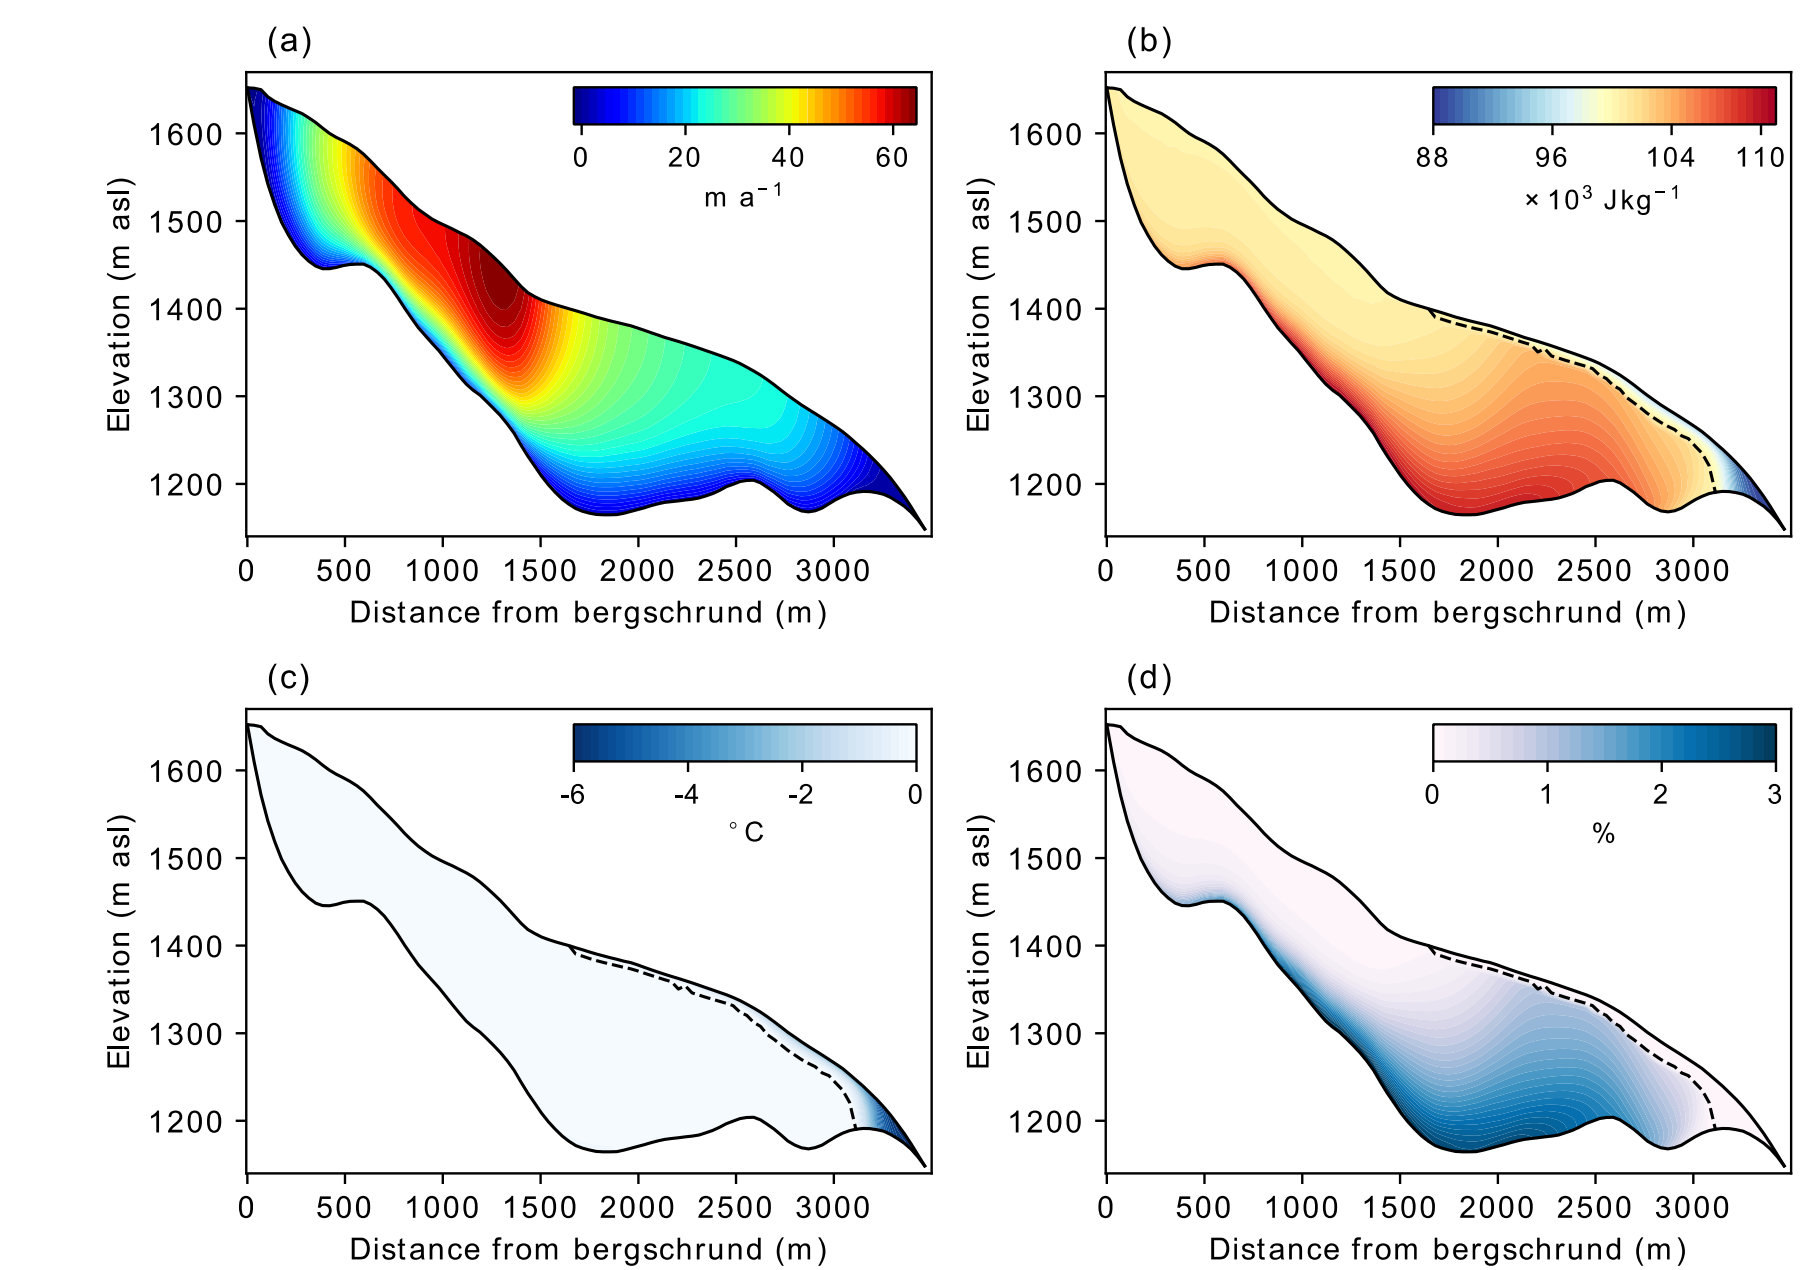 (a)
(b)
1600
1500
1400
1300
1200
Elevation (m asl)
0 20 40 60
m a⁻¹
0 500 1000 1500 2000 2500 3000
Distance from bergschrund (m)
1600
1500
1400
1300
1200
Elevation (m asl)
88 96 104 110
× 10³ Jkg⁻¹
0 500 1000 1500 2000 2500 3000
Distance from bergschrund (m)
(c)
(d)
1600
1500
1400
1300
1200
Elevation (m asl)
-6 -4 -2 0
°C
0 500 1000 1500 2000 2500 3000
Distance from bergschrund (m)
1600
1500
1400
1300
1200
Elevation (m asl)
0 1 2 3
%
0 500 1000 1500 2000 2500 3000
Distance from bergschrund (m)